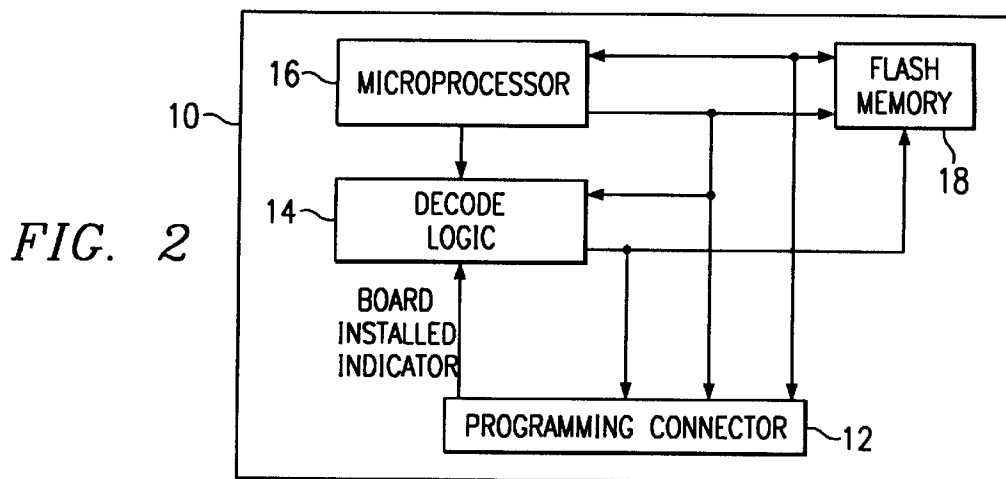 16
MICROPROCESSOR
FLASH
MEMORY
10
18
14
DECODE
LOGIC
FIG. 2
BOARD
INSTALLED
INDICATOR
PROGRAMMING CONNECTOR
12